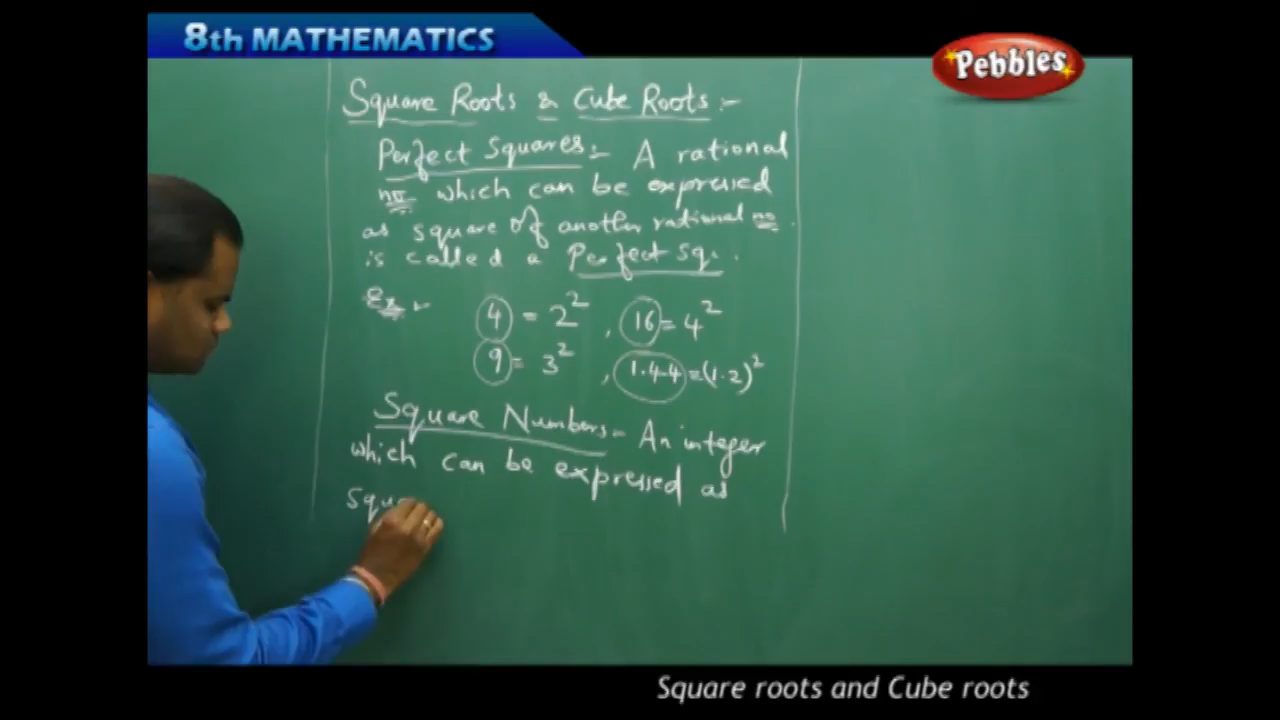 8th MATHEMATICS
Pebbles
Square Roots & Cube Roots :-
Perfect Squares :- A rational
no which can be expressed
as square of another rational no.
is called a Perfect sq.
Ex :-
4 = 2², 16 = 4²
9 = 3², 1.44 = (1.2)²
Square Numbers :- An integer
which can be expressed as
Squa
Square roots and Cube roots